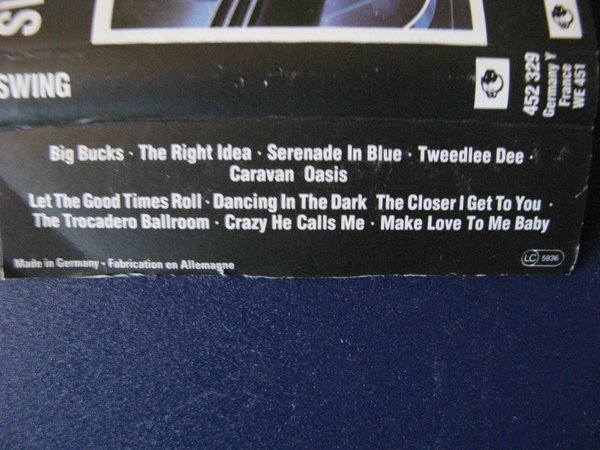 SWING
452 329
Germany Y
France
WE 451
Big Bucks · The Right Idea · Serenade In Blue · Tweedlee Dee ·
Caravan Oasis
Let The Good Times Roll · Dancing In The Dark The Closer I Get To You ·
The Trocadero Ballroom · Crazy He Calls Me · Make Love To Me Baby
Made in Germany - Fabrication en Allemagne
LC 5936